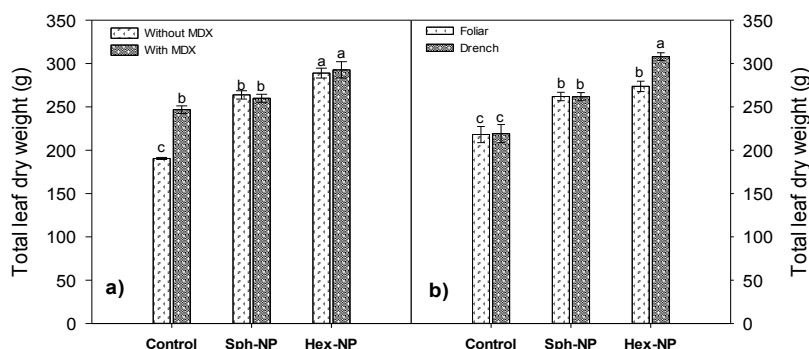 Total leaf dry weight (g)
350
300
250
200
150
100
50
0
Without MDX
With MDX
c
b
b
b
a
a
a)
Control
Sph-NP
Hex-NP
Foliar
Drench
c
c
b
b
b
a
b)
Control
Sph-NP
Hex-NP
350
300
250
200
150
100
50
0
Total leaf dry weight (g)